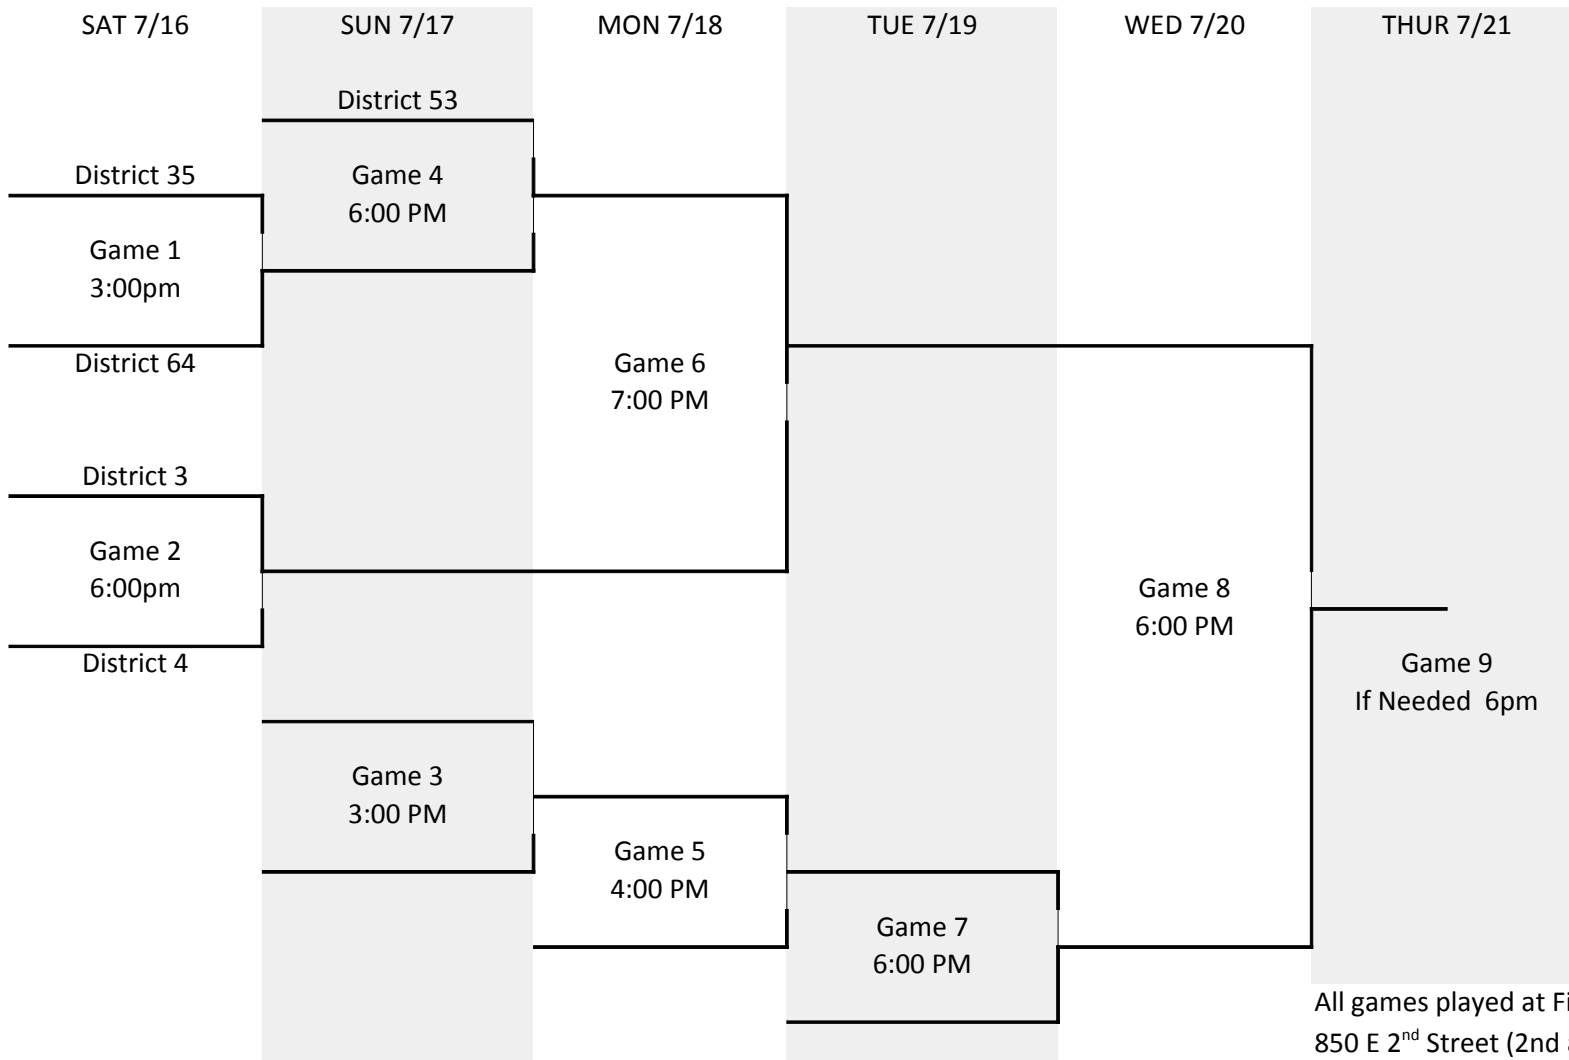 SAT 7/16
SUN 7/17
MON 7/18
TUE 7/19
WED 7/20
THUR 7/21
District 53
District 35
Game 4
6:00 PM
Game 1
3:00pm
District 64
Game 6
7:00 PM
District 3
Game 2
6:00pm
District 4
Game 8
6:00 PM
Game 9
If Needed 6pm
Game 3
3:00 PM
Game 5
4:00 PM
Game 7
6:00 PM
All games played at
850 E 2nd Street (2nd